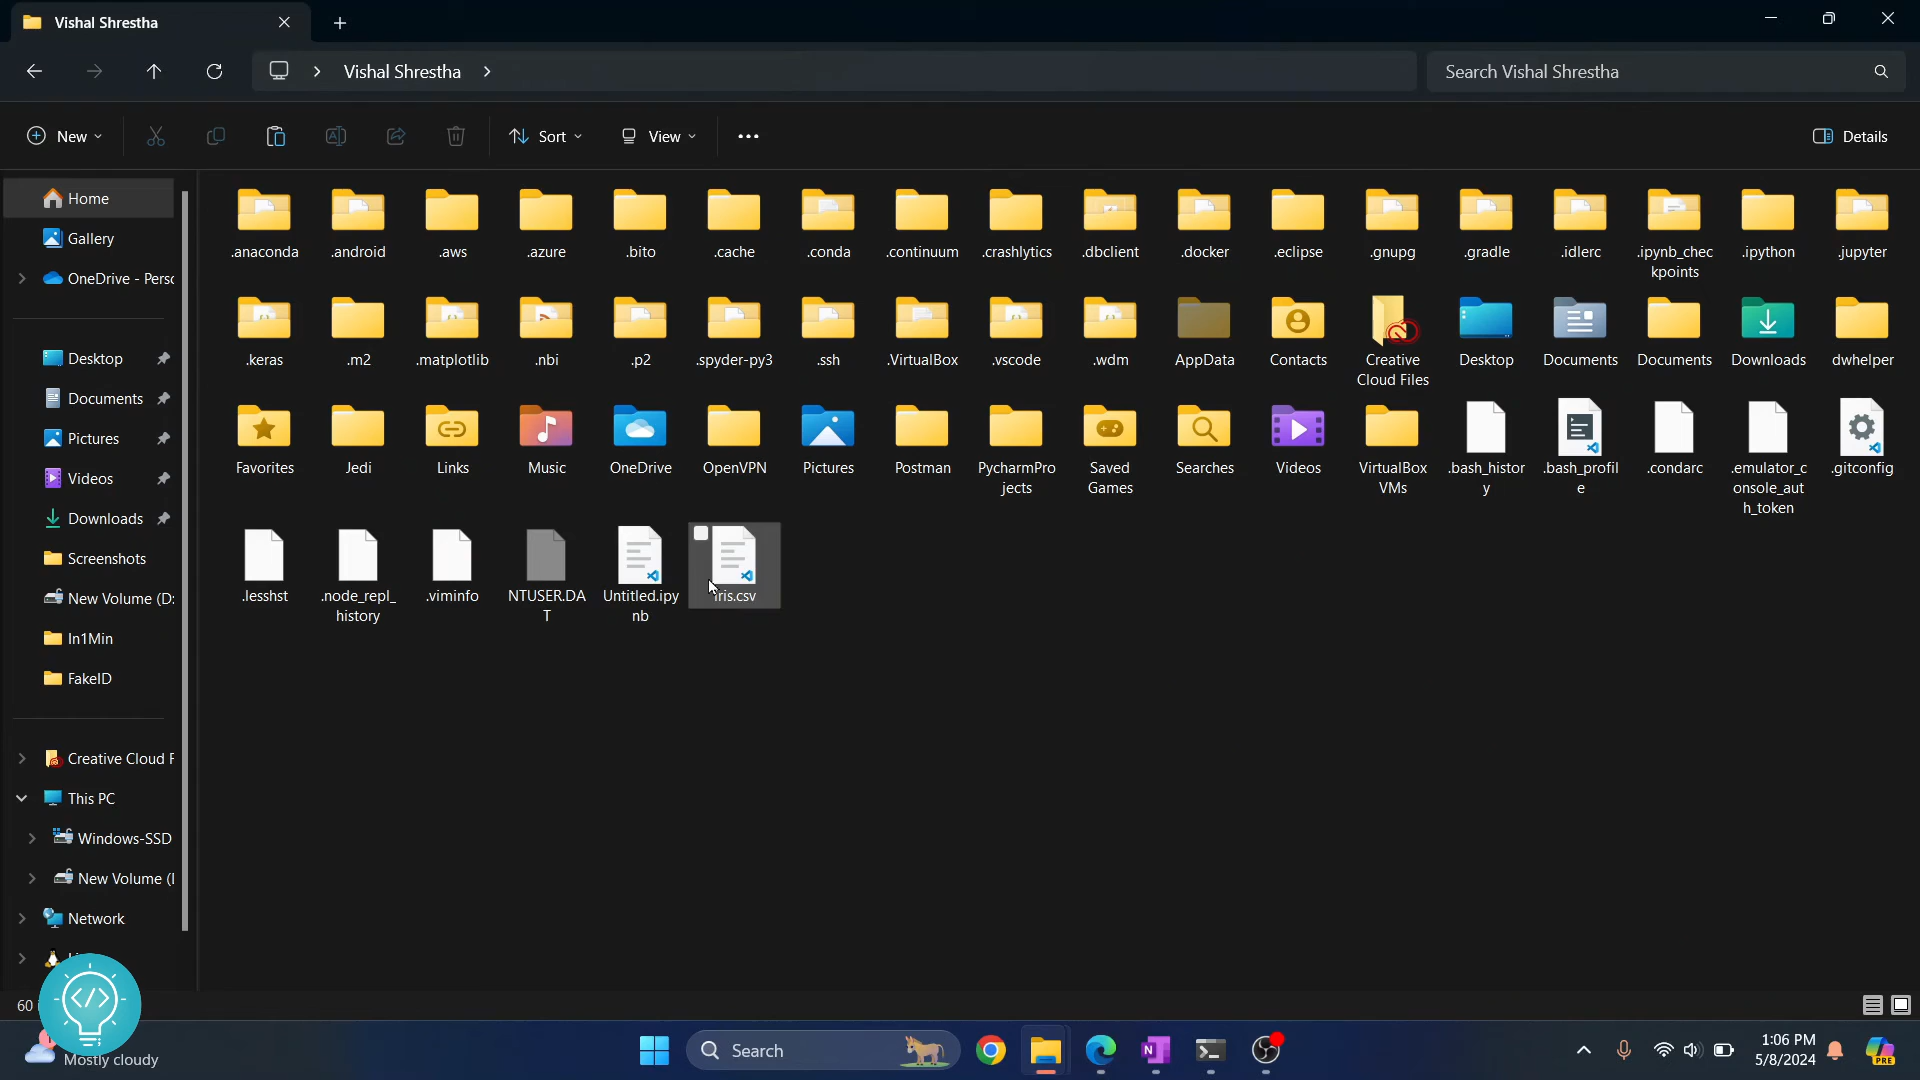 Vishal Shrestha
Vishal Shrestha
Search Vishal Shrestha
New
Sort
View
Details
Home
Gallery
OneDrive - Perso
Desktop
Documents
Pictures
Videos
Downloads
Screenshots
New Volume (D:
In1Min
FakeID
Creative Cloud F
This PC
Windows-SSD
New Volume (I
Network
.anaconda
.android
.aws
.azure
.bito
.cache
.conda
.continuum
.crashlytics
.dbclient
.docker
.eclipse
.gnupg
.gradle
.idlerc
.ipynb_chec
kpoints
.ipython
.jupyter
.keras
.m2
.matplotlib
.nbi
.p2
.spyder-py3
.ssh
.VirtualBox
.vscode
.wdm
AppData
Contacts
Creative
Cloud Files
Desktop
Documents
Documents
Downloads
dwhelper
Favorites
Jedi
Links
Music
OneDrive
OpenVPN
Pictures
Postman
PycharmPro
jects
Saved
Games
Searches
Videos
VirtualBox
VMs
.bash_histor
y
.bash_profil
e
.condarc
.emulator_c
onsole_aut
h_token
.gitconfig
.lesshst
.node_repl_
history
.viminfo
NTUSER.DA
T
Untitled.ipy
nb
iris.csv
60
Mostly cloudy
Search
PRE
1:06 PM
5/8/2024